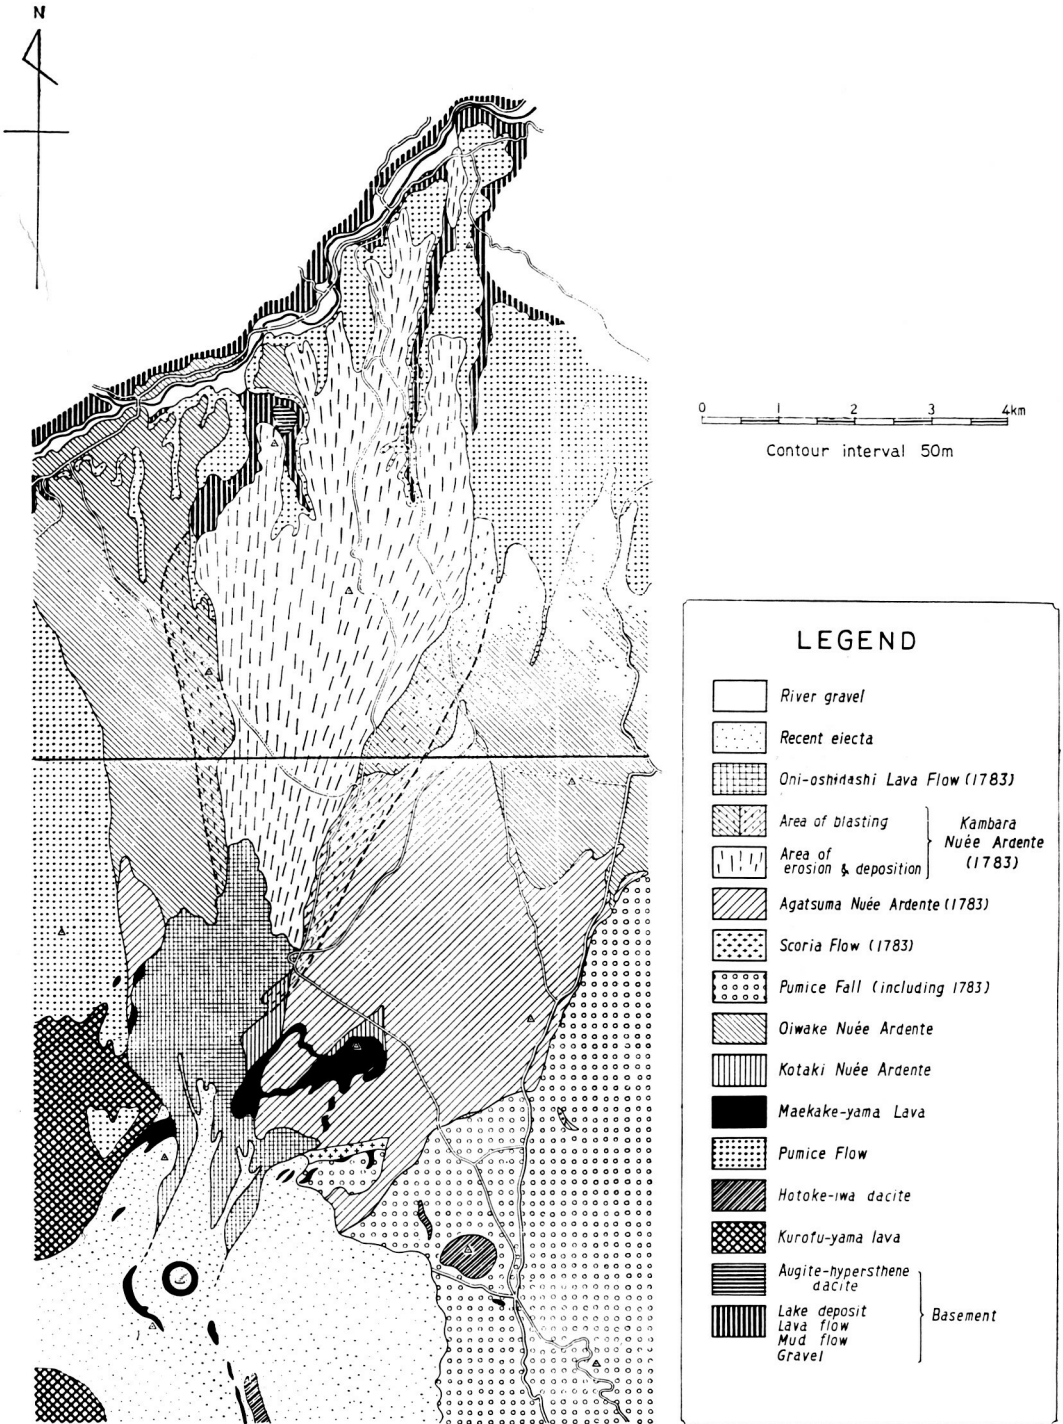 N
0 1 2 3 4km
Contour interval 50m
LEGEND
River gravel
Recent eiecta
Oni-oshidashi Lava Flow (1783)
Area of blasting
Area of
erosion & deposition
Kambara
Nuée Ardente
(1783)
Agatsuma Nuée Ardente (1783)
Scoria Flow (1783)
Pumice Fall (including 1783)
Oiwake Nuée Ardente
Kotaki Nuée Ardente
Maekake-yama Lava
Pumice Flow
Hotoke-iwa dacite
Kurofu-yama lava
Augite-hypersthene
dacite
Lake deposit
Lava flow
Mud flow
Gravel
Basement